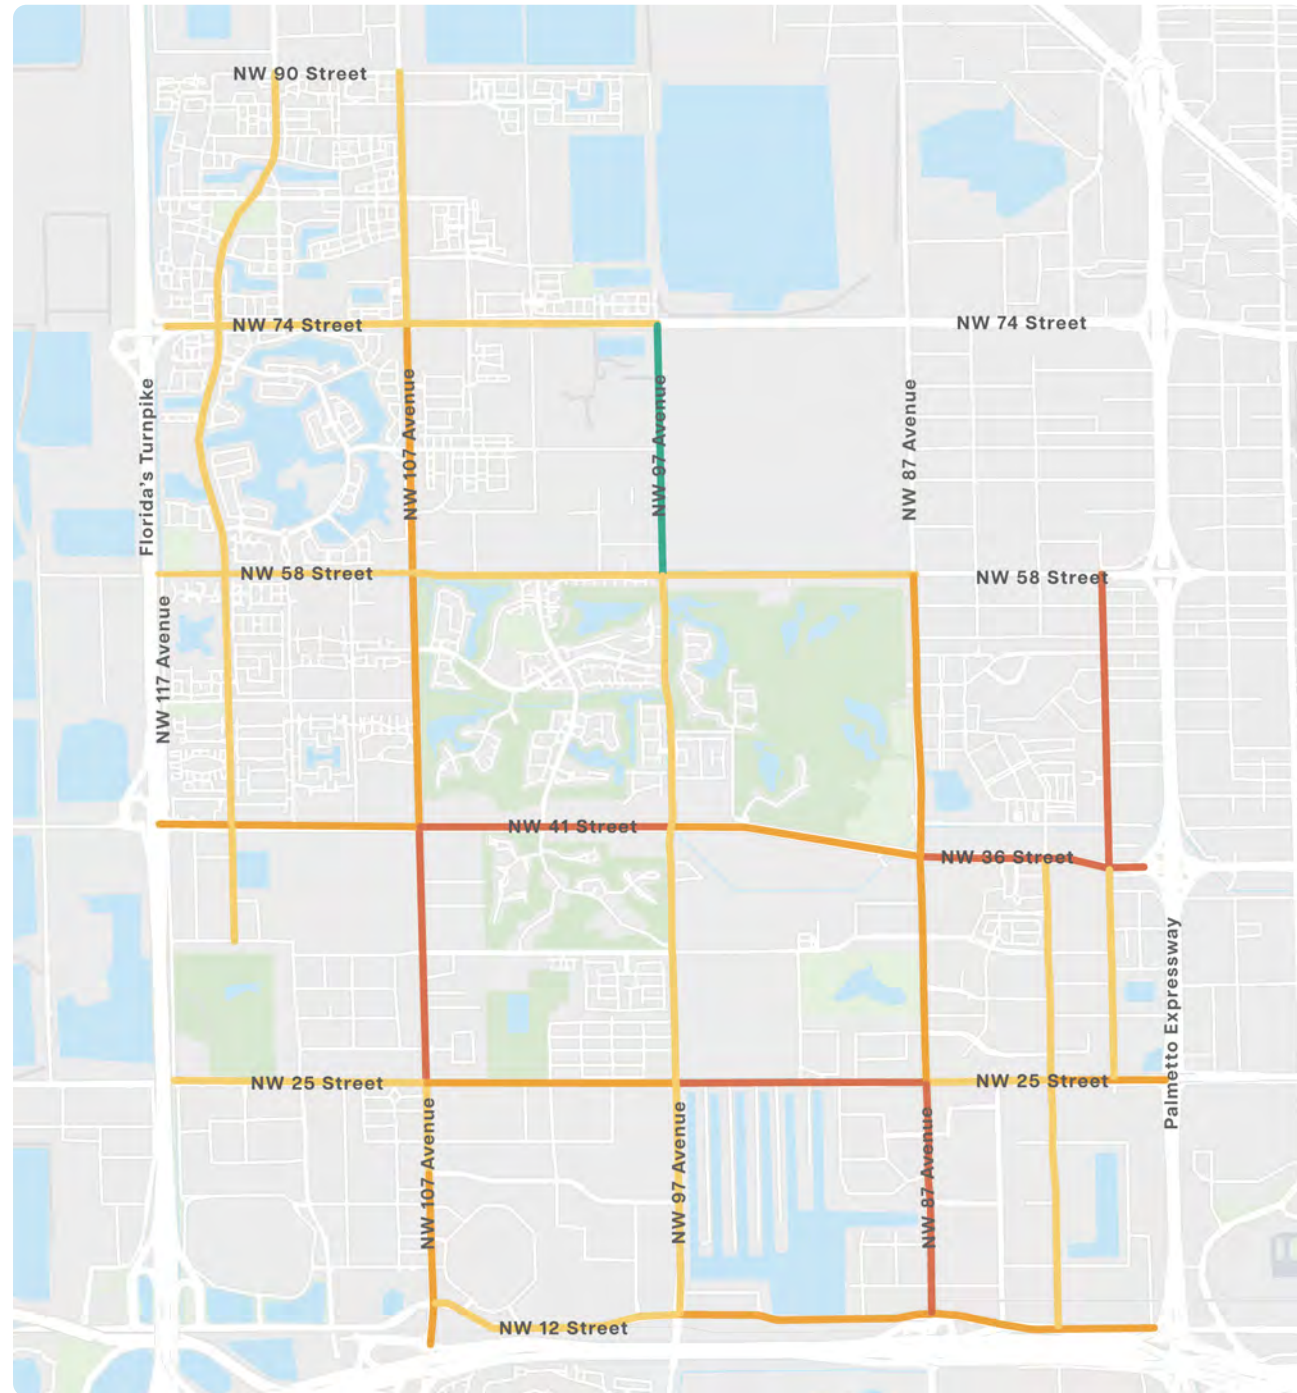 NW 90 Street
NW 74 Street
NW 74 Street
Florida's Turnpike
NW 107 Avenue
NW 97 Avenue
NW 87 Avenue
NW 58 Street
NW 58 Street
NW 117 Avenue
NW 41 Street
NW 36 Street
Palmetto Expressway
NW 25 Street
NW 25 Street
NW 107 Avenue
NW 97 Avenue
NW 87 Avenue
NW 12 Street